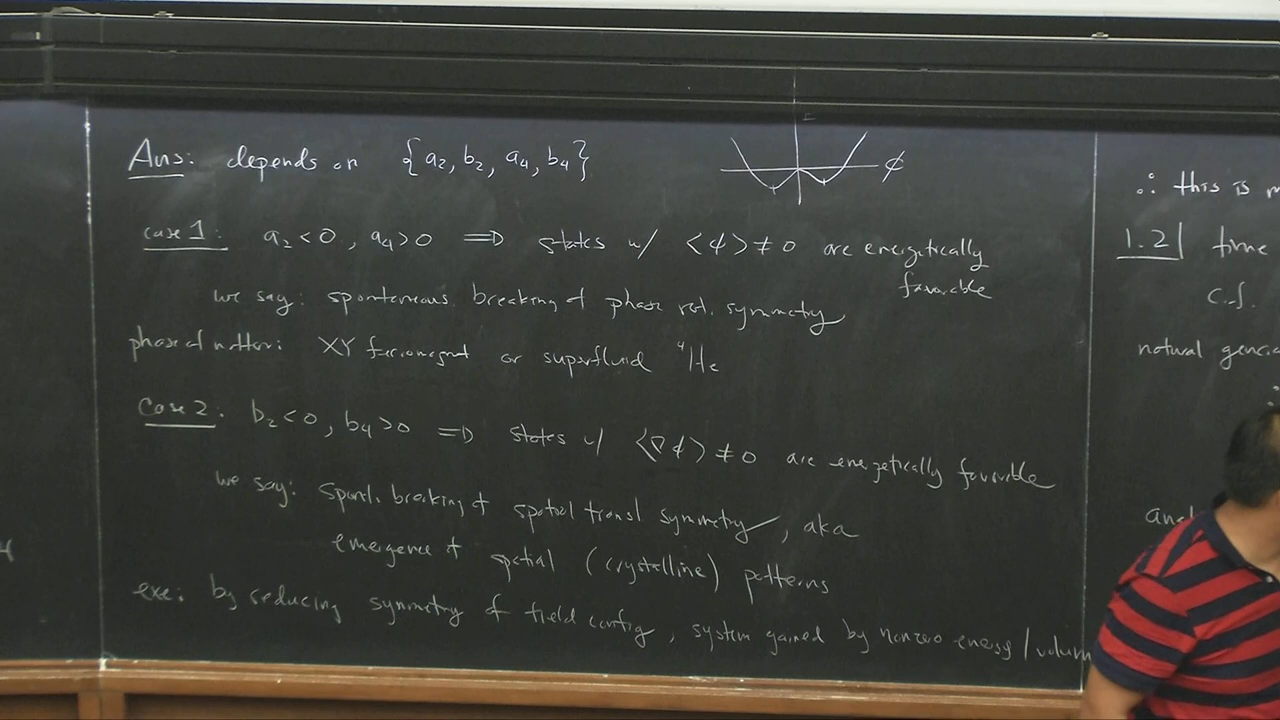 Ans: depends on {a₂, b₂, a₄, b₄}
E
ϕ
case 1: a₂<0, a₄>0 ⇒ states w/ <ϕ>≠0 are energetically
favorable
we say: spontaneous breaking of phase rot. symmetry
phase of matter: XY ferromagnet or superfluid ⁴He
Case 2: b₂<0, b₄>0 ⇒ states w/ <∇ϕ>≠0 are energetically favorable
we say: spont. breaking of spatial transl symmetry, aka
emergence of spatial (crystalline) patterns
exe: by reducing symmetry of field config, system gained by nonzero energy/volum
∴ this is
1.2 time
c.f.
natural
and